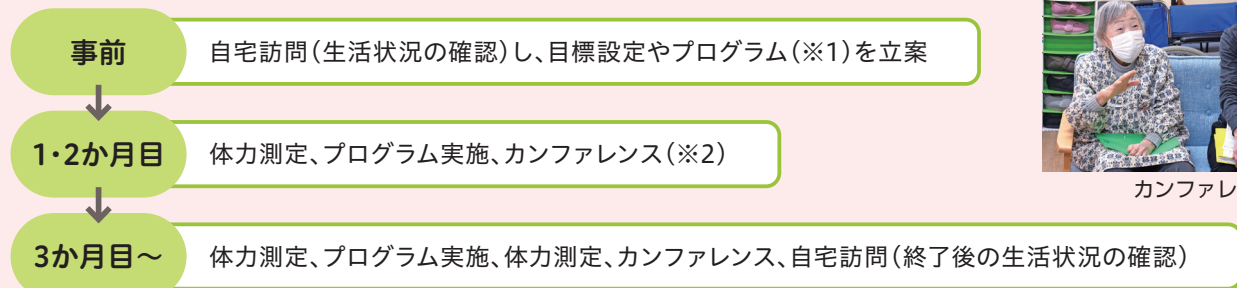 事前
自宅訪問(生活状況の確認)し、目標設定やプログラム(※1)を立案
1・2か月目
体力測定、プログラム実施、カンファレンス(※2)
カンファレ
3か月目～
体力測定、プログラム実施、体力測定、カンファレンス、自宅訪問(終了後の生活状況の確認)